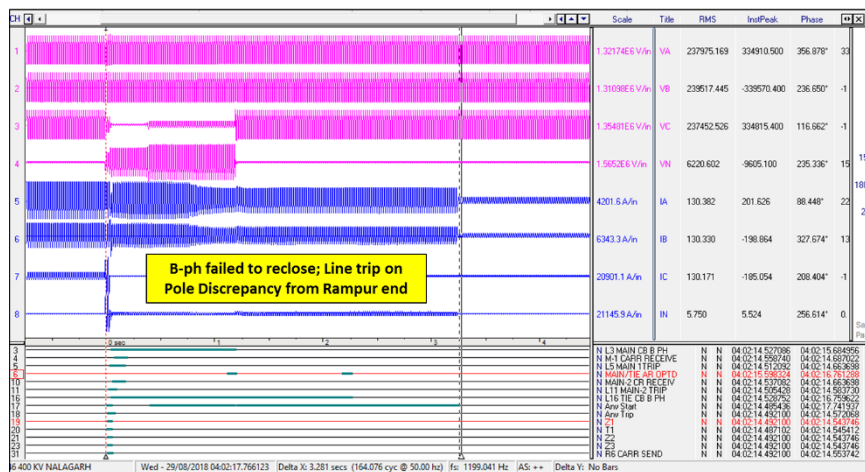 CH
Scale Title RMS InstPeak Phase
1 1.32174E6 V/in VA 237975.169 334910.500 356.878° 33
2 1.31098E6 V/in VB 239517.445 -339570.400 236.650° -1
3 1.35481E6 V/in VC 237452.526 334815.400 116.662° -1
4 1.5652E6 V/in VN 6220.602 -9605.100 235.336° 15
5 4201.6 A/in IA 130.382 201.626 88.448° 22
6 6343.3 A/in IB 130.330 -198.864 327.674° 13
7 20901.1 A/in IC 130.171 -185.054 208.404° -1
8 21145.9 A/in IN 5.750 5.524 256.614° 0.
B-ph failed to reclose; Line trip on
Pole Discrepancy from Rampur end
0 sec 1 2 3 4
3 N L3 MAIN CB B PH N N 04:02:14.527086 04:02:15.684956
4 N M-1 CARR RECEIVE N N 04:02:14.558740 04:02:14.687022
5 N L5 MAIN 1TRIP N N 04:02:14.512092 04:02:14.663698
6 N MAIN/TIE AR OPTD N N 04:02:15.598324 04:02:16.761288
10 N MAIN-2 CR RECEIV N N 04:02:14.537082 04:02:14.663698
11 N L11 MAIN-2 TRIP N N 04:02:14.505428 04:02:14.583730
16 N L16 TIE CB B PH N N 04:02:14.528752 04:02:16.759622
17 N Any Start N N 04:02:14.485436 04:02:17.741937
18 N Any Trip N N 04:02:14.492100 04:02:14.572068
19 N Z1 N N 04:02:14.492100 04:02:14.543746
20 N T1 N N 04:02:14.487102 04:02:14.545412
21 N Z2 N N 04:02:14.492100 04:02:14.543746
23 N Z3 N N 04:02:14.492100 04:02:14.543746
31 N R6 CARR SEND N N 04:02:14.492100 04:02:14.553742
400 KV NALAGARH Wed - 29/08/2018 04:02:17.766123 Delta X: 3.281 secs (164.076 cyc @ 50.00 hz) fs: 1199.041 Hz AS: ++ Delta Y: No Bars